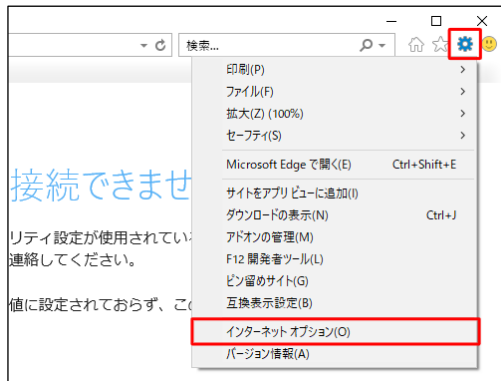 検索...
印刷(P)
ファイル(F)
拡大(Z) (100%)
セーフティ(S)
Microsoft Edge で開く(E) Ctrl+Shift+E
サイトをアプリ ビューに追加(I)
ダウンロードの表示(N) Ctrl+J
アドオンの管理(M)
F12 開発者ツール(L)
ピン留めサイト(G)
互換表示設定(B)
インターネット オプション(O)
バージョン情報(A)
接続できませ
リティ設定が使用されてい
連絡してください。
値に設定されておらず、こ